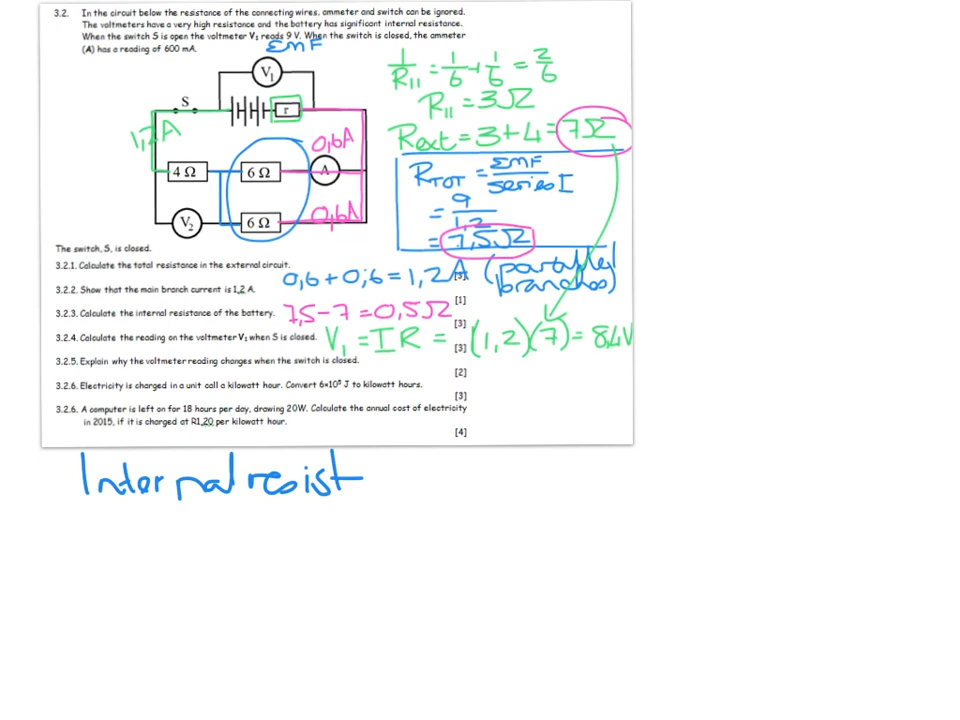 3.2. In the circuit below the resistance of the connecting wires, ammeter and switch can be ignored.
The voltmeters have a very high resistance and the battery has significant internal resistance.
When the switch S is open the voltmeter V₁ reads 9 V. When the switch is closed, the ammeter
(A) has a reading of 600 mA.
EMF
V₁
S
r
1,2A
0,6A
4 Ω
6 Ω
A
V₂
6 Ω
0,6A
1/R₁₁ = 1/6 + 1/6 = 2/6
R₁₁ = 3Ω
Rext = 3 + 4 = 7Ω
RTOT = EMF/series I
= 9/1,2
= 7,5Ω
The switch, S, is closed.
3.2.1. Calculate the total resistance in the external circuit.
[3]
0,6 + 0,6 = 1,2A (parallel branches)
3.2.2. Show that the main branch current is 1,2 A.
[1]
3.2.3. Calculate the internal resistance of the battery. 7,5 - 7 = 0,5Ω
[3]
3.2.4. Calculate the reading on the voltmeter V₁ when S is closed. V₁ = IR = (1,2)(7) = 8,4V
[3]
3.2.5. Explain why the voltmeter reading changes when the switch is closed.
[2]
3.2.6. Electricity is charged in a unit call a kilowatt hour. Convert 6×10⁵ J to kilowatt hours.
[3]
3.2.6. A computer is left on for 18 hours per day, drawing 20W. Calculate the annual cost of electricity
in 2015, if it is charged at R1,20 per kilowatt hour.
[4]
Internal resist